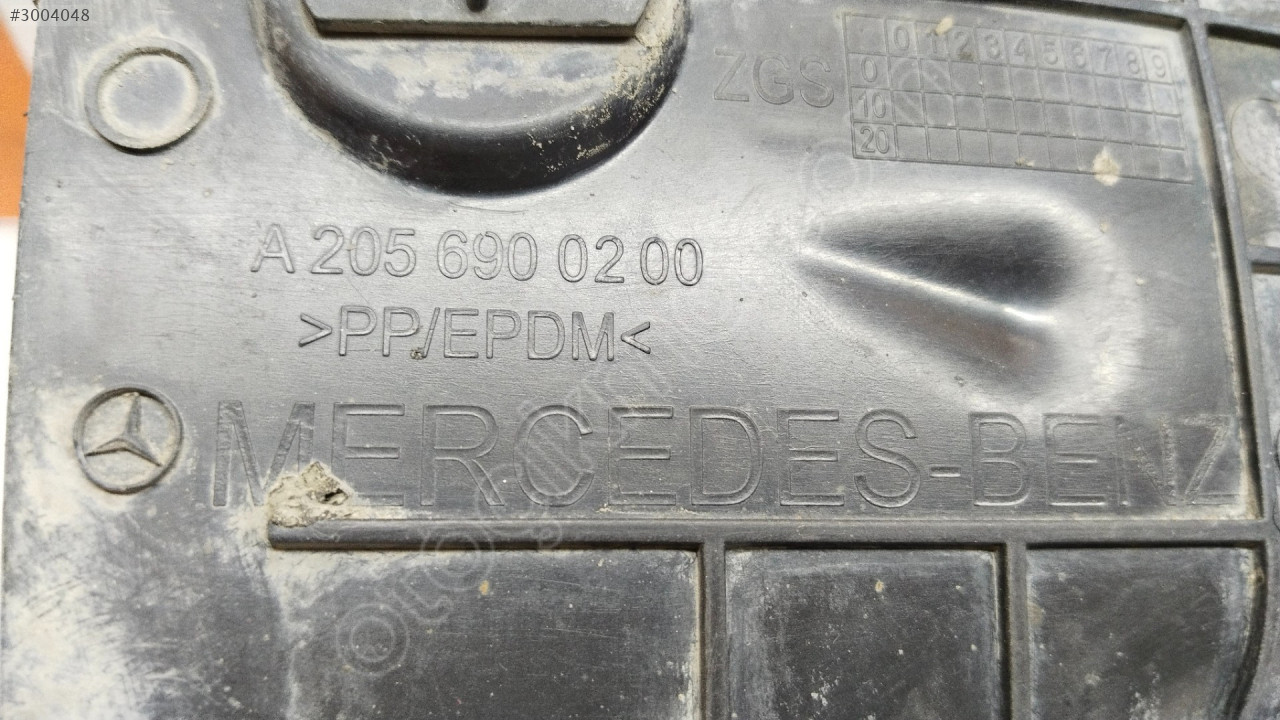 #3004048
ZGS
0 1 2 3 4 5 6 7 8 9
0
10
20
A 205 690 02 00
>PP/EPDM<
MERCEDES-BENZ